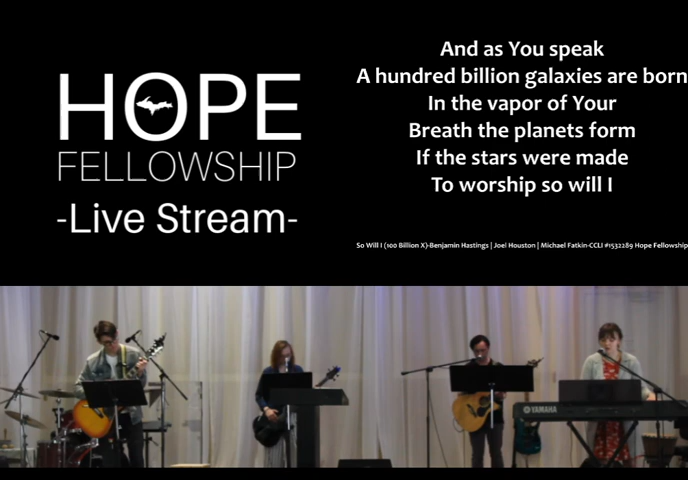 HOPE
FELLOWSHIP
-Live Stream-
And as You speak
A hundred billion galaxies are born
In the vapor of Your
Breath the planets form
If the stars were made
To worship so will I
So Will I (100 Billion X)-Benjamin Hastings | Joel Houston | Michael Fatkin-CCLI #1532289 Hope Fellowship
YAMAHA